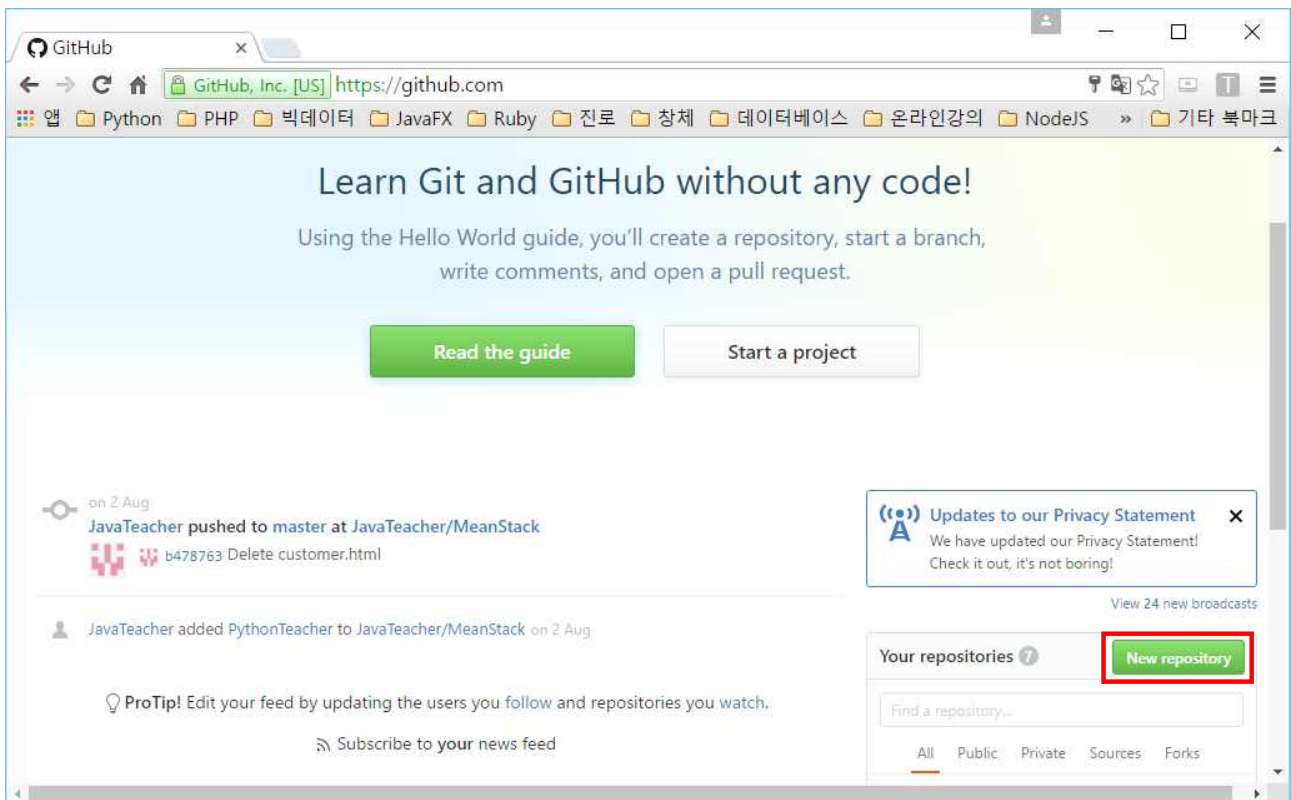 GitHub
GitHub, Inc. [US] https://github.com
앱 Python PHP 빅데이터 JavaFX Ruby 진로 창체 데이터베이스 온라인강의 NodeJS » 기타 북마크
Learn Git and GitHub without any code!
Using the Hello World guide, you'll create a repository, start a branch,
write comments, and open a pull request.
Read the guide Start a project
on 2 Aug
JavaTeacher pushed to master at JavaTeacher/MeanStack
b478763 Delete customer.html
Updates to our Privacy Statement
We have updated our Privacy Statement!
Check it out, it's not boring!
View 24 new broadcasts
JavaTeacher added PythonTeacher to JavaTeacher/MeanStack on 2 Aug
Your repositories 7 New repository
ProTip! Edit your feed by updating the users you follow and repositories you watch.
Find a repository...
Subscribe to your news feed
All Public Private Sources Forks